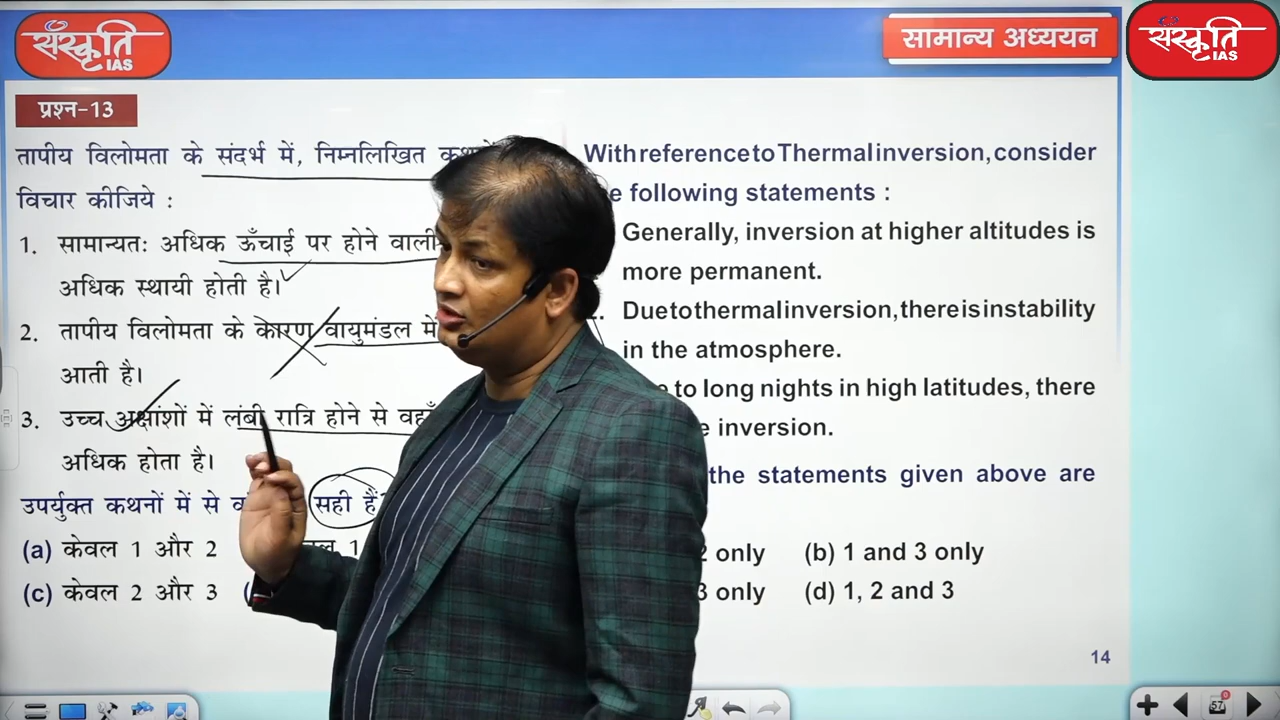 संस्कृति
IAS
सामान्य अध्ययन
संस्कृति
IAS
प्रश्न-13
तापीय विलोमता के संदर्भ में, निम्नलिखित
विचार कीजिये :
1. सामान्यतः अधिक ऊँचाई पर होने वाली
अधिक स्थायी होती है।
2. तापीय विलोमता के कारण वायुमंडल में
आती है।
3. उच्च अक्षांशों में लंबी रात्रि होने से वहाँ
अधिक होता है।
उपर्युक्त कथनों में से सही हैं
(a) केवल 1 और 2
(c) केवल 2 और 3
With reference to Thermal inversion, consider
following statements :
Generally, inversion at higher altitudes is
more permanent.
2. Due to thermal inversion, there is instability
in the atmosphere.
to long nights in high latitudes, there
inversion.
the statements given above are
2 only (b) 1 and 3 only
3 only (d) 1, 2 and 3
14
57